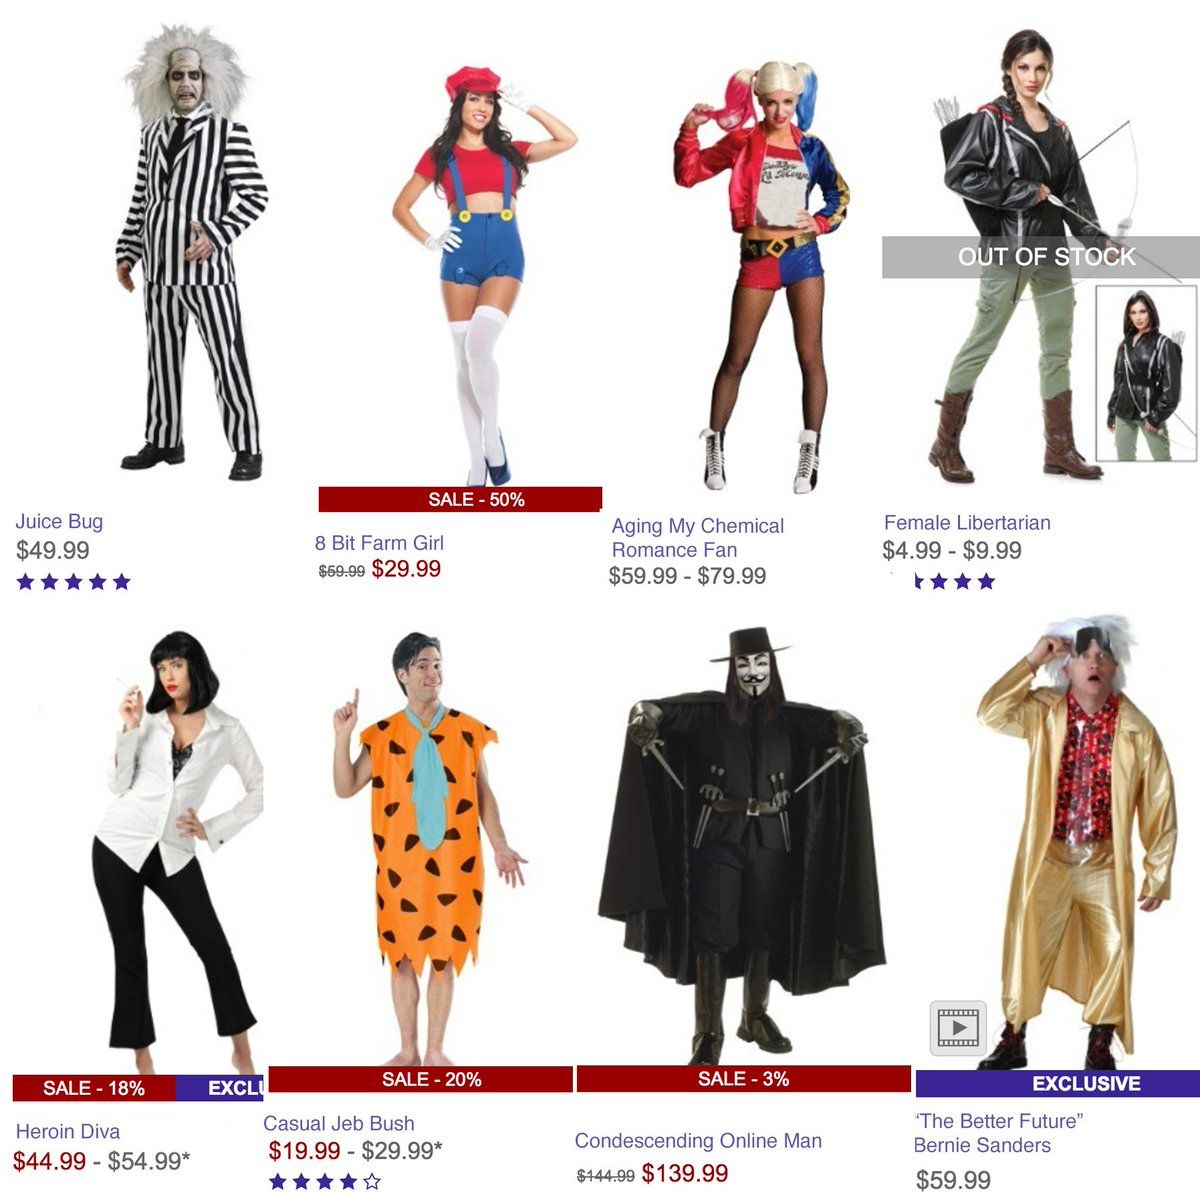 Daddy's
Lil Monster
OUT OF STOCK
SALE - 50%
Juice Bug
$49.99
8 Bit Farm Girl
$59.99 $29.99
Aging My Chemical
Romance Fan
$59.99 - $79.99
Female Libertarian
$4.99 - $9.99
SALE - 18% EXCLU
SALE - 20%
SALE - 3%
EXCLUSIVE
Heroin Diva
$44.99 - $54.99*
Casual Jeb Bush
$19.99 - $29.99*
Condescending Online Man
$144.99 $139.99
“The Better Future”
Bernie Sanders
$59.99